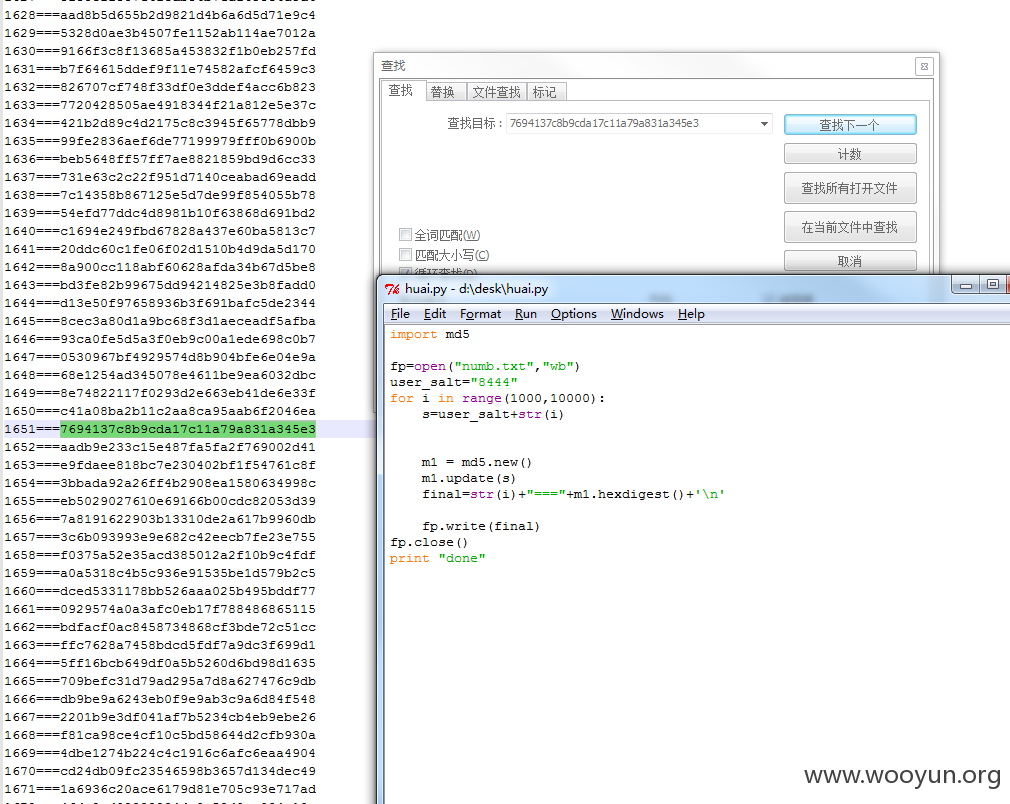 1628===aad8b5d655b2d9821d4b6a6d5d71e9c4
1629===5328d0ae3b4507fe1152ab114ae7012a
1630===9166f3c8f13685a453832f1b0eb257fd
1631===b7f64615ddef9f11e74582afcf6459c3
1632===826707cf748f33df0e3ddef4acc6b823
1633===7720428505ae4918344f21a812e5e37c
1634===421b2d89c4d2175c8c3945f65778dbb9
1635===99fe2836aef6de77199979fff0b6900b
1636===beb5648ff57ff7ae8821859bd9d6cc33
1637===731e63c2c22f951d7140ceabad69eadd
1638===7c14358b867125e5d7de99f854055b78
1639===54efd77ddc4d8981b10f63868d691bd2
1640===c1694e249fbd67828a437e60ba5813c7
1641===20ddc60c1fe06f02d1510b4d9da5d170
1642===8a900cc118abf60628afda34b67d5be8
1643===bd3fe82b99675dd94214825e3b8fadd0
1644===d13e50f97658936b3f691bafc5de2344
1645===8cec3a80d1a9bc68f3d1aeceadf5afba
1646===93ca0fe5d5a3f0eb9c00a1ede698c0b7
1647===0530967bf4929574d8b904bfe6e04e9a
1648===68e1254ad345078e4611be9ea6032dbc
1649===8e74822117f0293d2e663eb41de6e33f
1650===c41a08ba2b11c2aa8ca95aab6f2046ea
1651===7694137c8b9cda17c11a79a831a345e3
1652===aadb9e233c15e487fa5fa2f769002d41
1653===e9fdaee818bc7e230402bf1f54761c8f
1654===3bbada92a26ff4b2908ea1580634998c
1655===eb5029027610e69166b00cdc82053d39
1656===7a8191622903b13310de2a617b9960db
1657===3c6b093993e9e682c42eecb7fe23e755
1658===f0375a52e35acd385012a2f10b9c4fdf
1659===a0a5318c4b5c936e91535be1d579b2c5
1660===dced5331178bb526aaa025b495bddf77
1661===0929574a0a3afc0eb17f788486865115
1662===bdfacf0ac8458734868cf3bde72c51cc
1663===ffc7628a7458bdcd5fdf7a9dc3f699d1
1664===5ff16bcb649df0a5b5260d6bd98d1635
1665===709befc31d79ad295a7d8a627476c9db
1666===db9be9a6243eb0f9e9ab3c9a6d84f548
1667===2201b9e3df041af7b5234cb4eb9ebe26
1668===f81ca98ce4cf10c5bd58644d2cfb930a
1669===4dbe1274b224c4c1916c6afc6eaa4904
1670===cd24db09fc23546598b3657d134dec49
1671===1a6936c20ace6179d81e705c93e717ad
查找
查找 替换 文件查找 标记
查找目标： 7694137c8b9cda17c11a79a831a345e3
查找下一个
计数
查找所有打开文件
在当前文件中查找
取消
全词匹配(W)
匹配大小写(C)
循环查找(P)
huai.py - d:\desk\huai.py
File Edit Format Run Options Windows Help
import md5
fp=open("numb.txt","wb")
user_salt="8444"
for i in range(1000,10000):
s=user_salt+str(i)
m1 = md5.new()
m1.update(s)
final=str(i)+"==="+m1.hexdigest()+'\n'
fp.write(final)
fp.close()
print "done"
www.wooyun.org